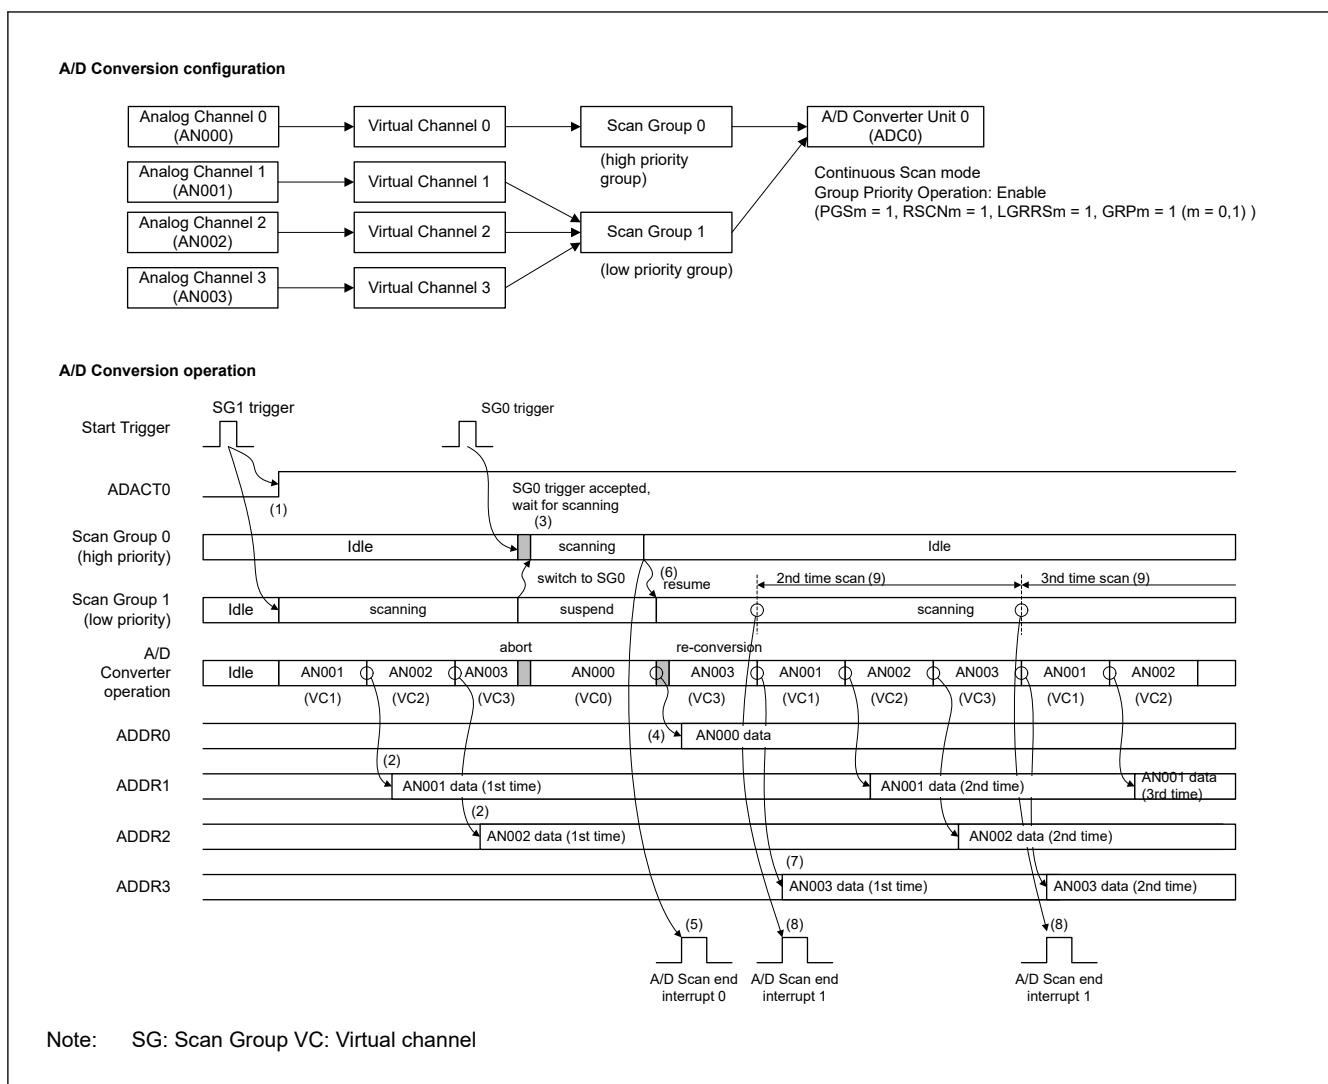 A/D Conversion configuration
Analog Channel 0
(AN000)
Virtual Channel 0
Scan Group 0
A/D Converter Unit 0
(ADC0)
(high priority
group)
Analog Channel 1
(AN001)
Virtual Channel 1
Continuous Scan mode
Group Priority Operation: Enable
(PGSm = 1, RSCNm = 1, LGRRSm = 1, GRPm = 1 (m = 0,1) )
Analog Channel 2
(AN002)
Virtual Channel 2
Scan Group 1
(low priority group)
Analog Channel 3
(AN003)
Virtual Channel 3
A/D Conversion operation
SG1 trigger
SG0 trigger
Start Trigger
ADACT0
(1)
SG0 trigger accepted,
wait for scanning
(3)
Scan Group 0
(high priority)
Idle
scanning
Idle
switch to SG0
(6)
resume
2nd time scan (9)
3nd time scan (9)
Scan Group 1
(low priority)
Idle
scanning
suspend
scanning
abort
re-conversion
A/D
Converter
operation
Idle
AN001
AN002
AN003
AN000
AN003
AN001
AN002
AN003
AN001
AN002
(VC1)
(VC2)
(VC3)
(VC0)
(VC3)
(VC1)
(VC2)
(VC3)
(VC1)
(VC2)
ADDR0
(4)
AN000 data
(2)
ADDR1
AN001 data (1st time)
AN001 data (2nd time)
AN001 data
(3rd time)
(2)
ADDR2
AN002 data (1st time)
AN002 data (2nd time)
(7)
ADDR3
AN003 data (1st time)
AN003 data (2nd time)
(5)
(8)
(8)
A/D Scan end
interrupt 0
A/D Scan end
interrupt 1
A/D Scan end
interrupt 1
Note: SG: Scan Group VC: Virtual channel